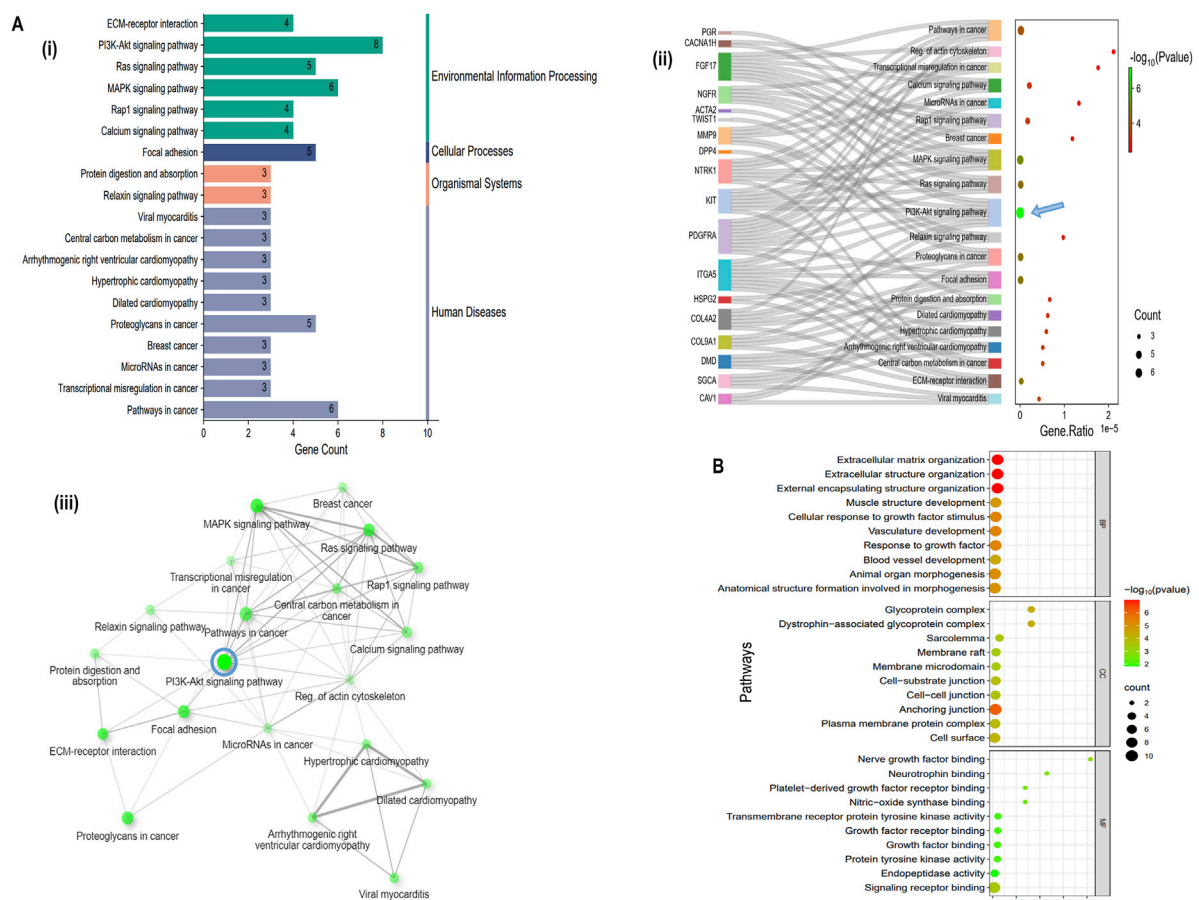 A
(i)
ECM-receptor interaction
4
PI3K-Akt signaling pathway
8
Ras signaling pathway
5
MAPK signaling pathway
6
Rap1 signaling pathway
4
Calcium signaling pathway
4
Focal adhesion
5
Protein digestion and absorption
3
Relaxin signaling pathway
3
Viral myocarditis
3
Central carbon metabolism in cancer
3
Arrhythmogenic right ventricular cardiomyopathy
3
Hypertrophic cardiomyopathy
3
Dilated cardiomyopathy
3
Proteoglycans in cancer
5
Breast cancer
3
MicroRNAs in cancer
3
Transcriptional misregulation in cancer
3
Pathways in cancer
6
Environmental Information Processing
Cellular Processes
Organismal Systems
Human Diseases
0 2 4 6 8 10
Gene Count
(ii)
PGR
CACNA1H
FGF17
NGFR
ACTA2
TWIST1
MMP9
DPP4
NTRK1
KIT
PDGFRA
ITGA5
HSPG2
COL4A2
COL9A1
DMD
SGCA
CAV1
Pathways in cancer
Reg. of actin cytoskeleton
Transcriptional misregulation in cancer
Calcium signaling pathway
MicroRNAs in cancer
Rap1 signaling pathway
Breast cancer
MAPK signaling pathway
Ras signaling pathway
PI3K-Akt signaling pathway
Relaxin signaling pathway
Proteoglycans in cancer
Focal adhesion
Protein digestion and absorption
Dilated cardiomyopathy
Hypertrophic cardiomyopathy
Arrhythmogenic right ventricular cardiomyopathy
Central carbon metabolism in cancer
ECM-receptor interaction
Viral myocarditis
0 1 2
1e-5
Gene.Ratio
-log10(Pvalue)
6
4
Count
3
5
6
(iii)
Breast cancer
MAPK signaling pathway
Ras signaling pathway
Rap1 signaling pathway
Transcriptional misregulation
in cancer
Central carbon metabolism in
cancer
Relaxin signaling pathway
Pathways in cancer
Calcium signaling pathway
Protein digestion and
absorption
PI3K-Akt signaling pathway
Reg. of actin cytoskeleton
Focal adhesion
ECM-receptor interaction
MicroRNAs in cancer
Hypertrophic cardiomyopathy
Dilated cardiomyopathy
Proteoglycans in cancer
Arrhythmogenic right
ventricular cardiomyopathy
Viral myocarditis
B
Pathways
Extracellular matrix organization
Extracellular structure organization
External encapsulating structure organization
Muscle structure development
Cellular response to growth factor stimulus
Vasculature development
Response to growth factor
Blood vessel development
Animal organ morphogenesis
Anatomical structure formation involved in morphogenesis
BP
Glycoprotein complex
Dystrophin−associated glycoprotein complex
Sarcolemma
Membrane raft
Membrane microdomain
Cell−substrate junction
Cell−cell junction
Anchoring junction
Plasma membrane protein complex
Cell surface
CC
Nerve growth factor binding
Neurotrophin binding
Platelet−derived growth factor receptor binding
Nitric−oxide synthase binding
Transmembrane receptor protein tyrosine kinase activity
Growth factor receptor binding
Growth factor binding
Protein tyrosine kinase activity
Endopeptidase activity
Signaling receptor binding
MF
−log10(pvalue)
6
5
4
3
2
count
2
4
6
8
10